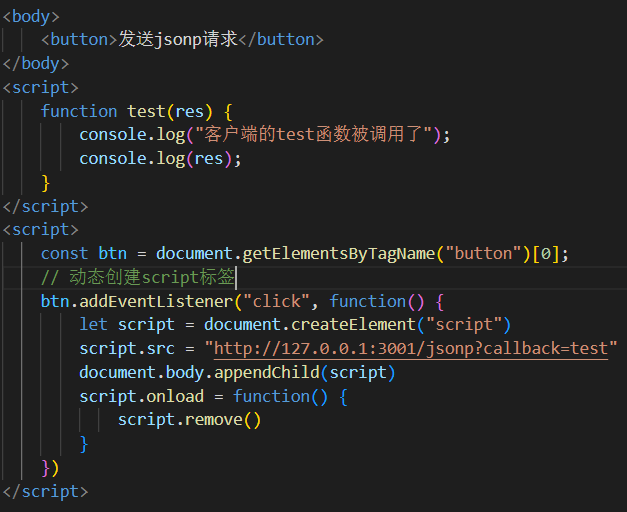 <body>
<button>发送jsonp请求</button>
</body>
<script>
function test(res) {
console.log("客户端的test函数被调用了");
console.log(res);
}
</script>
<script>
const btn = document.getElementsByTagName("button")[0];
// 动态创建script标签
btn.addEventListener("click", function() {
let script = document.createElement("script")
script.src = "http://127.0.0.1:3001/jsonp?callback=test"
document.body.appendChild(script)
script.onload = function() {
script.remove()
}
})
</script>